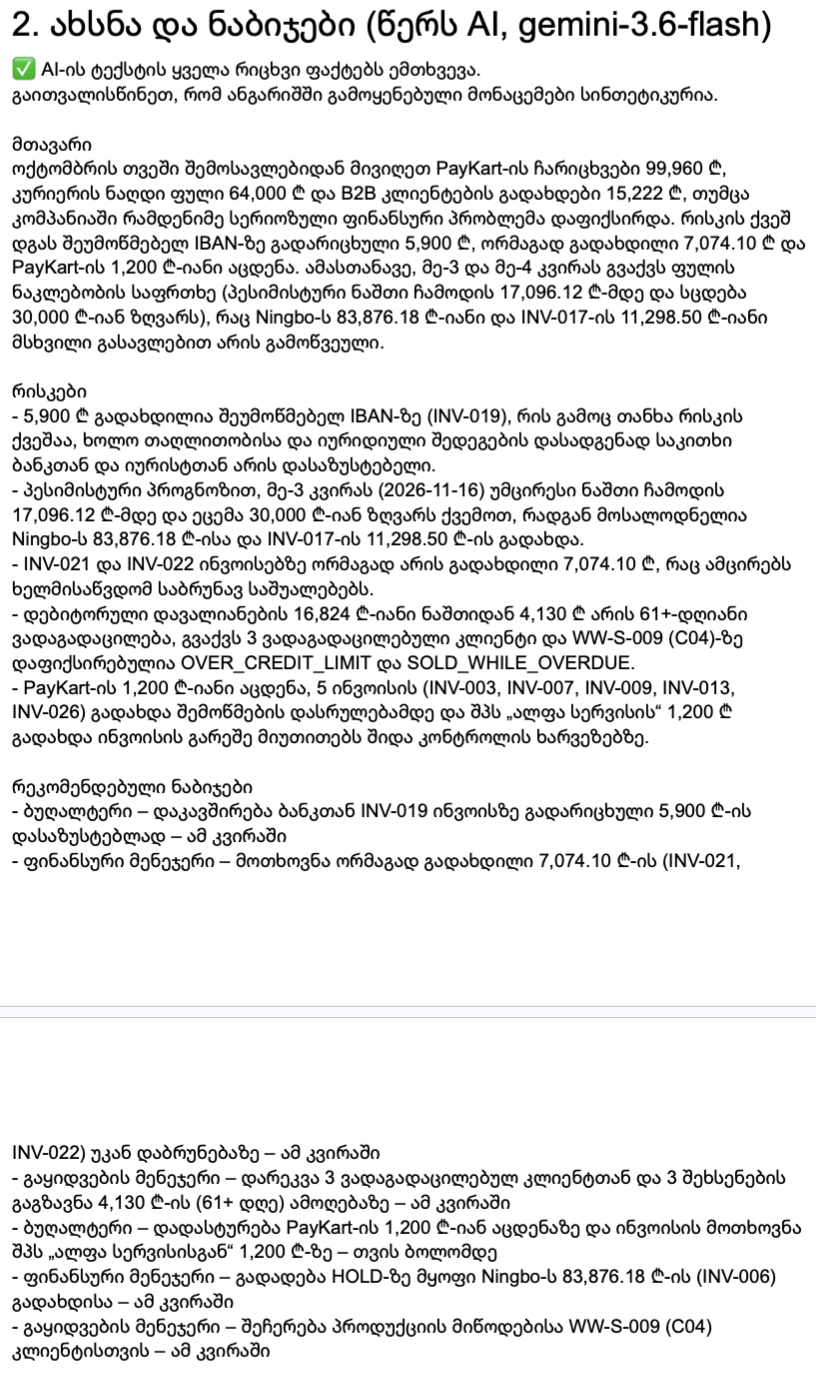 2. ახსნა და ნაბიჯები (წერს AI, gemini-3.6-flash)
✅ AI-ის ტექსტის ყველა რიცხვი ფაქტებს ემთხვევა.
გაითვალისწინეთ, რომ ანგარიშში გამოყენებული მონაცემები სინთეტიკურია.
მთავარი
ოქტომბრის თვეში შემოსავლებიდან მივიღეთ PayKart-ის ჩარიცხვები 99,960 ₾,
კურიერის ნაღდი ფული 64,000 ₾ და B2B კლიენტების გადახდები 15,222 ₾, თუმცა
კომპანიაში რამდენიმე სერიოზული ფინანსური პრობლემა დაფიქსირდა. რისკის ქვეშ
დგას შეუმოწმებელ IBAN-ზე გადარიცხული 5,900 ₾, ორმაგად გადახდილი 7,074.10 ₾ და
PayKart-ის 1,200 ₾-იანი აცდენა. ამასთანავე, მე-3 და მე-4 კვირას გვაქვს ფულის
ნაკლებობის საფრთხე (პესიმისტური ნაშთი ჩამოდის 17,096.12 ₾-მდე და სცდება
30,000 ₾-იან ზღვარს), რაც Ningbo-ს 83,876.18 ₾-იანი და INV-017-ის 11,298.50 ₾-იანი
მსხვილი გასავლებით არის გამოწვეული.
რისკები
- 5,900 ₾ გადახდილია შეუმოწმებელ IBAN-ზე (INV-019), რის გამოც თანხა რისკის
ქვეშაა, ხოლო თაღლითობისა და იურიდიული შედეგების დასადგენად საკითხი
ბანკთან და იურისტთან არის დასაზუსტებელი.
- პესიმისტური პროგნოზით, მე-3 კვირას (2026-11-16) უმცირესი ნაშთი ჩამოდის
17,096.12 ₾-მდე და ეცემა 30,000 ₾-იან ზღვარს ქვემოთ, რადგან მოსალოდნელია
Ningbo-ს 83,876.18 ₾-ისა და INV-017-ის 11,298.50 ₾-ის გადახდა.
- INV-021 და INV-022 ინვოისებზე ორმაგად არის გადახდილი 7,074.10 ₾, რაც ამცირებს
ხელმისაწვდომ საბრუნავ საშუალებებს.
- დებიტორული დავალიანების 16,824 ₾-იანი ნაშთიდან 4,130 ₾ არის 61+-დღიანი
ვადაგადაცილება, გვაქვს 3 ვადაგადაცილებული კლიენტი და WW-S-009 (C04)-ზე
დაფიქსირებულია OVER_CREDIT_LIMIT და SOLD_WHILE_OVERDUE.
- PayKart-ის 1,200 ₾-იანი აცდენა, 5 ინვოისის (INV-003, INV-007, INV-009, INV-013,
INV-026) გადახდა შემოწმების დასრულებამდე და შპს „ალფა სერვისის“ 1,200 ₾
გადახდა ინვოისის გარეშე მიუთითებს შიდა კონტროლის ხარვეზებზე.
რეკომენდებული ნაბიჯები
- ბუღალტერი – დაკავშირება ბანკთან INV-019 ინვოისზე გადარიცხული 5,900 ₾-ის
დასაზუსტებლად – ამ კვირაში
- ფინანსური მენეჯერი – მოთხოვნა ორმაგად გადახდილი 7,074.10 ₾-ის (INV-021,
INV-022) უკან დაბრუნებაზე – ამ კვირაში
- გაყიდვების მენეჯერი – დარეკვა 3 ვადაგადაცილებულ კლიენტთან და 3 შეხსენების
გაგზავნა 4,130 ₾-ის (61+ დღე) ამოღებაზე – ამ კვირაში
- ბუღალტერი – დადასტურება PayKart-ის 1,200 ₾-იან აცდენაზე და ინვოისის მოთხოვნა
შპს „ალფა სერვისისგან“ 1,200 ₾-ზე – თვის ბოლომდე
- ფინანსური მენეჯერი – გადადება HOLD-ზე მყოფი Ningbo-ს 83,876.18 ₾-ის (INV-006)
გადახდისა – ამ კვირაში
- გაყიდვების მენეჯერი – შეჩერება პროდუქციის მიწოდებისა WW-S-009 (C04)
კლიენტისთვის – ამ კვირაში